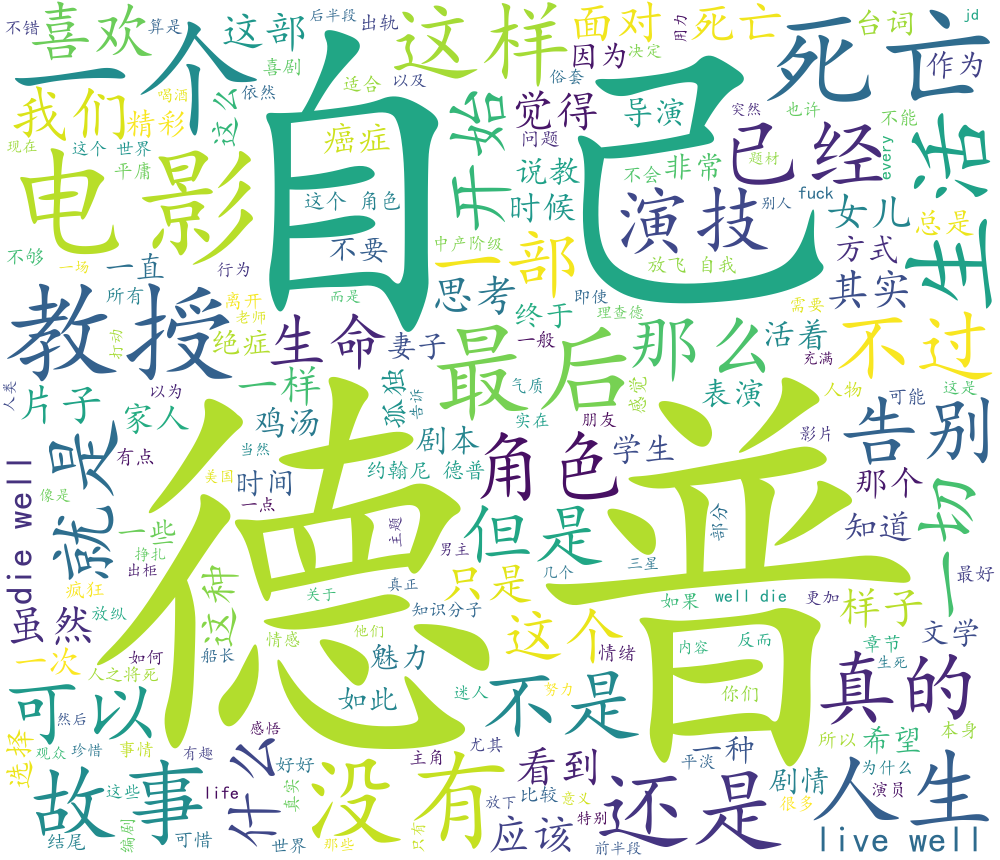 不错
算是
后半段
出轨
喜欢
一个
这部
喜剧
这样
面对
死亡
用力
因为
决定
死亡
台词
jd
作为
我们
喝酒
精彩
这么
依然
适合
以及
俗套
觉得
导演
突然
也许
不能
现在
这个 世界
平庸
癌症
开始
问题
说教
不会
非常
题材
已经
every
生活
电影
自己
这个 角色
时候
演技
别人
fuck
女儿
总是
不够
一场
一直
行为
不要
中产阶级
一部
放飞 自我
方式
所有
离开
老师
而是
思考
即使
其实
教授
打动
绝症
生命
妻子
终于
理查德
需要
最后
一般
那么
活着
充满
不过
人类
片子
以为
一样
孤独
告诉
气质
感觉
表演
人物
可能
这是
家人
鸡汤
实在
朋友
影片
告别
die well
就是
有点
当然
剧本
角色
学生
那个
像是
美国
时间
约翰尼 德普
一点
一些
主题
但是
部分
知道
一切
挣扎
出柜
男主
几个
三星
最好
疯狂
德普
只是
虽然
放纵
这种
关于
真正
知识分子
如果
well die
更加
样子
情感
他们
这个
文学
一次
如何
船长
魅力
情绪
内容
反而
章节
生死
人之将死
如此
迷人
努力
不是
你们
真的
可以
然后
感悟
所以
希望
本身
选择
观众
珍惜
事情
有趣
什么
好好
主角
尤其
看到
一种
平淡
为什么
故事
这些
life
真实
没有
放下
比较
意义
还是
剧情
很多
演员
人生
结尾
编剧
可惜
世界
那些
只有
应该
特别
前半段
live well